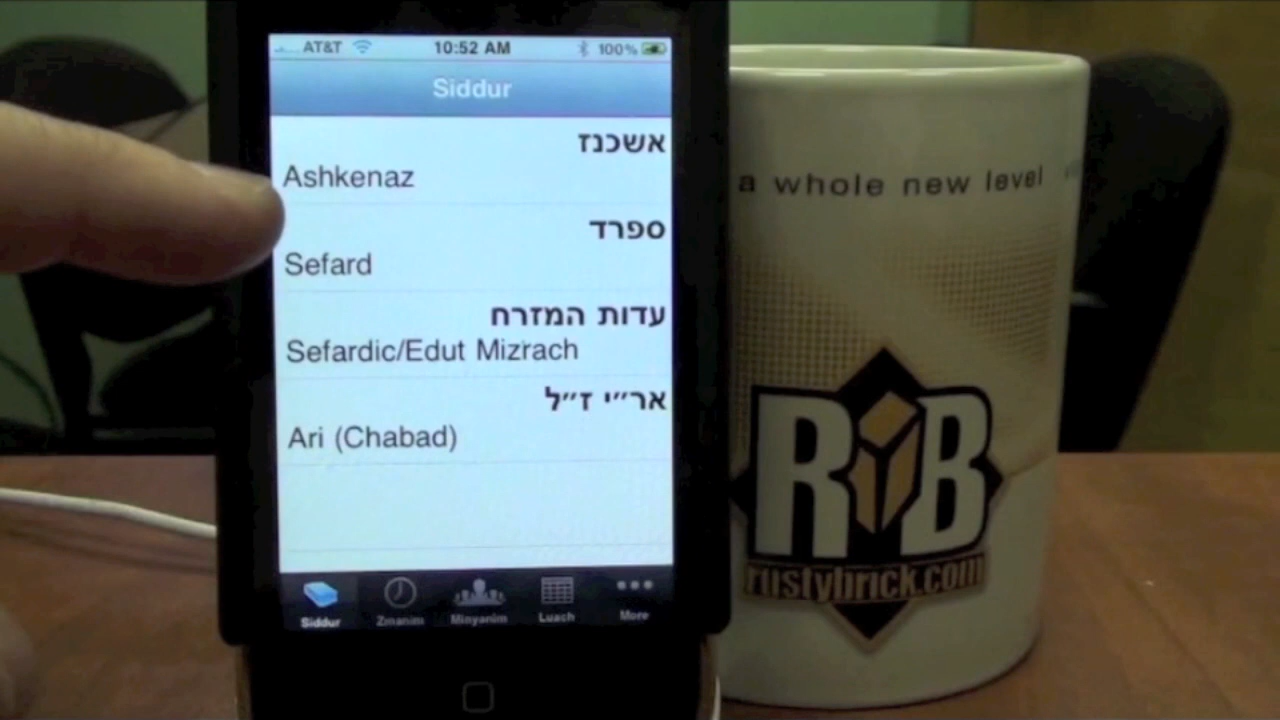 AT&T 10:52 AM 100%
Siddur
אשכנז
Ashkenaz
ספרד
Sefard
עדות המזרח
Sefardic/Edut Mizrach
אר״י ז״ל
Ari (Chabad)
Siddur Zmanim Minyanim Luach More
a whole new level
RB
rustybrick.com